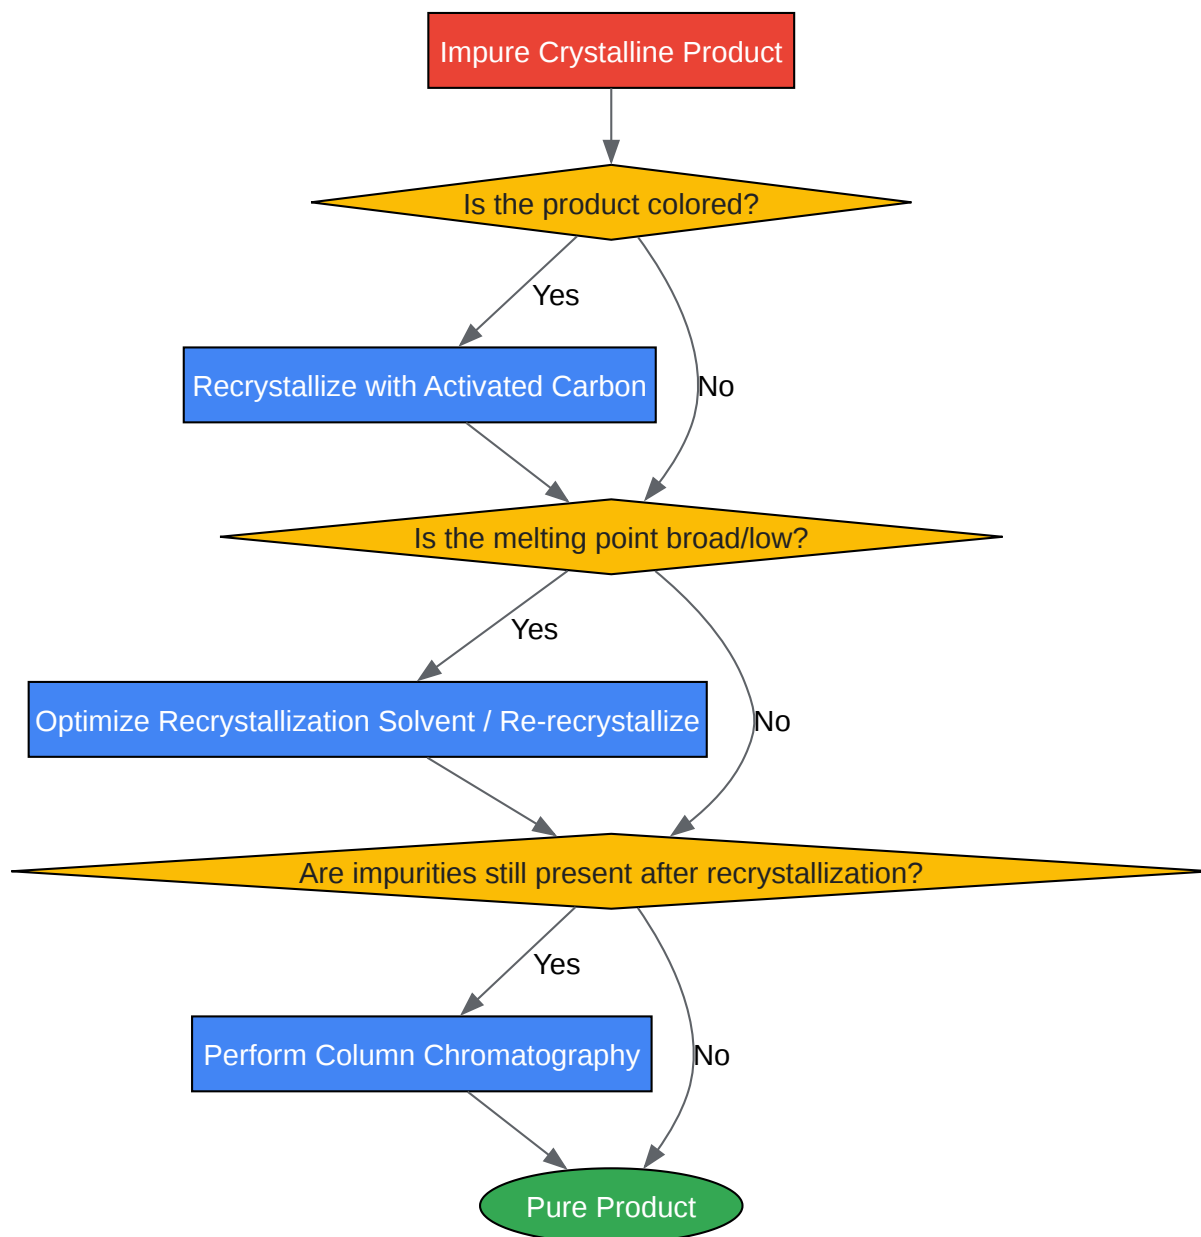 Impure Crystalline Product
Is the product colored?
Yes
Recrystallize with Activated Carbon
No
Is the melting point broad/low?
Yes
Optimize Recrystallization Solvent / Re-recrystallize
No
Are impurities still present after recrystallization?
Yes
Perform Column Chromatography
No
Pure Product